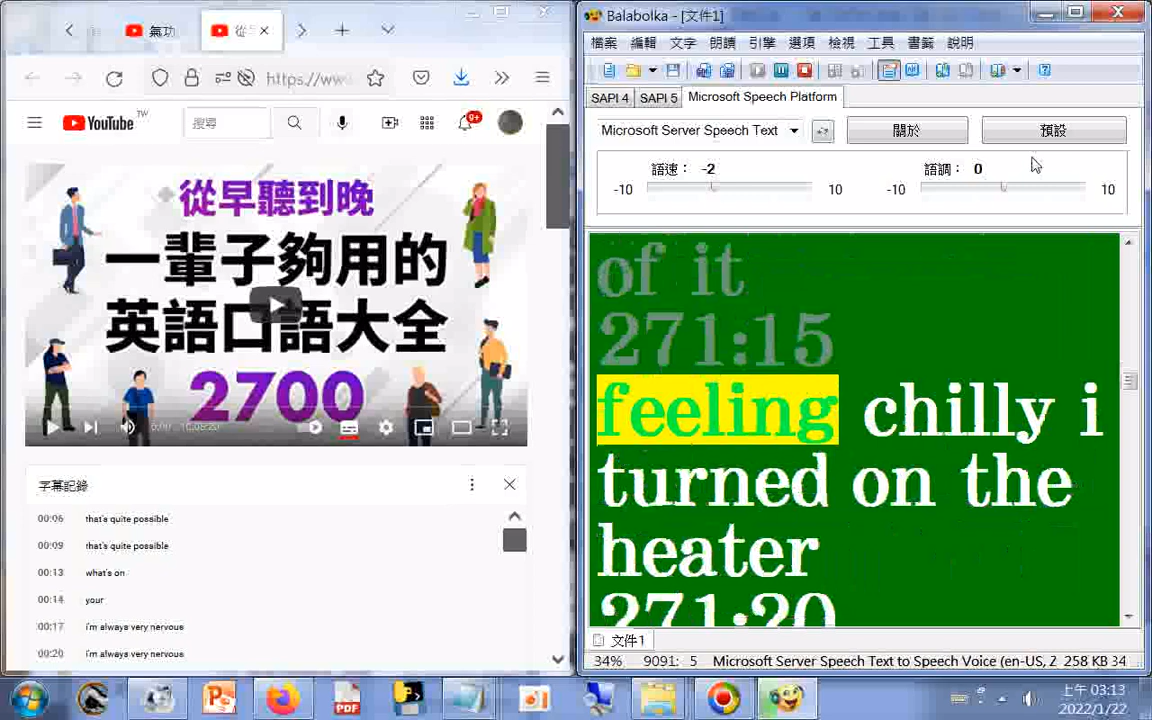 氣功
從
https://ww
YouTube TW
搜尋
9+
從早聽到晚
一輩子夠用的
英語口語大全
2700
字幕記錄
00:06 that's quite possible
00:09 that's quite possible
00:13 what's on
00:14 your
00:17 i'm always very nervous
00:20 i'm always very nervous
Balabolka - [文件1]
檔案 編輯 文字 朗讀 引擎 選項 檢視 工具 書籤 說明
SAPI 4 SAPI 5 Microsoft Speech Platform
Microsoft Server Speech Text 關於 預設
語速： -2 語調： 0
-10 10 -10 10
of it
271:15
feeling chilly i
turned on the
heater
271:20
文件1
34% 9091: 5 Microsoft Server Speech Text to Speech Voice (en-US, 2 258 KB 34
PDF
上午 03:13
2022/1/22